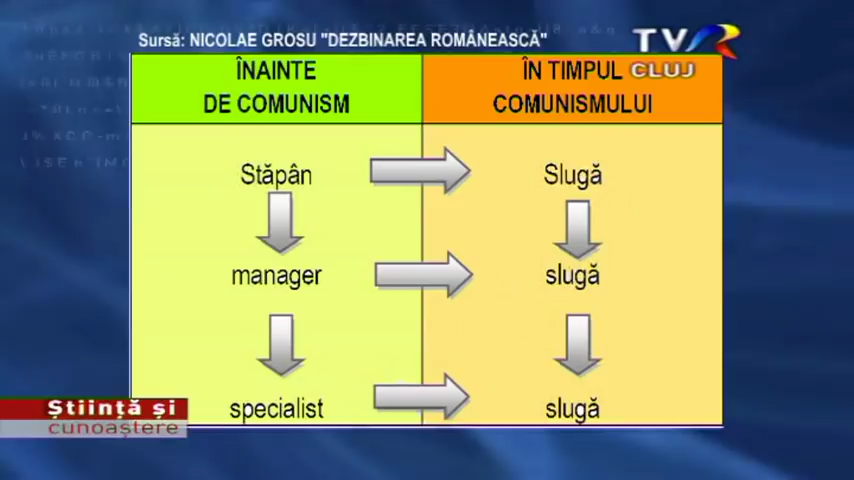 Sursă: NICOLAE GROSU "DEZBINAREA ROMÂNEASCĂ"
TVR
CLUJ
ÎNAINTE
DE COMUNISM
ÎN TIMPUL
COMUNISMULUI
Stăpân
Slugă
manager
slugă
specialist
slugă
Știință și
cunoaștere